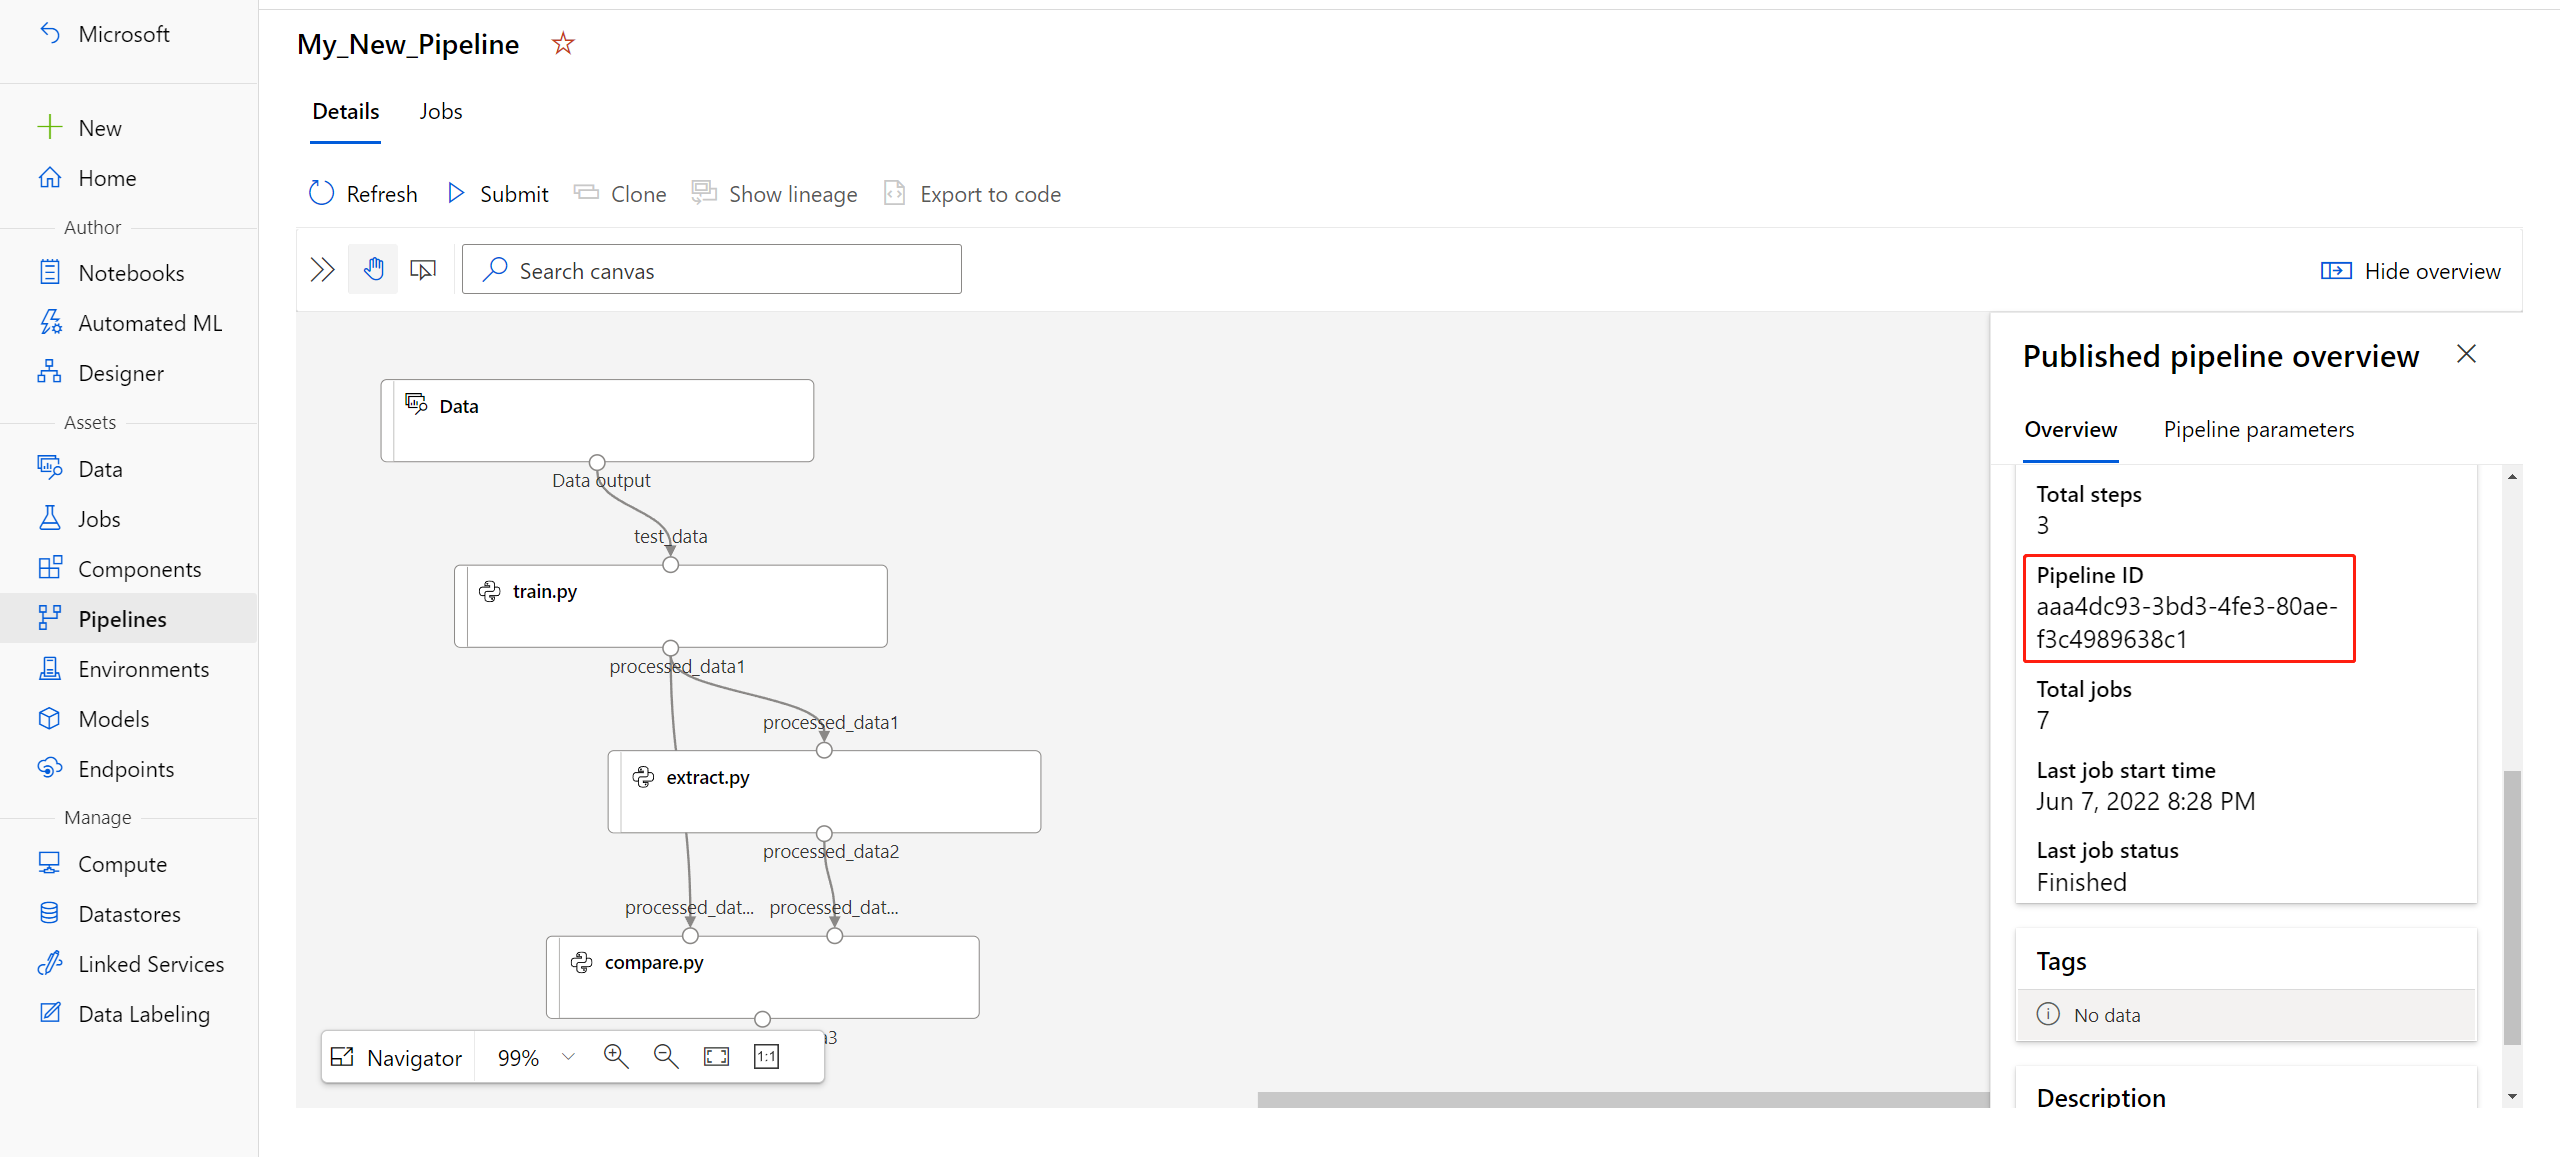 Microsoft
New
Home
Author
Notebooks
Automated ML
Designer
Assets
Data
Jobs
Components
Pipelines
Environments
Models
Endpoints
Manage
Compute
Datastores
Linked Services
Data Labeling
My_New_Pipeline
Details Jobs
Refresh Submit Clone Show lineage Export to code
Search canvas
Hide overview
Data
Data output
test_data
train.py
processed_data1
processed_data1
extract.py
processed_data2
processed_dat... processed_dat...
compare.py
a3
Navigator 99% 1:1
Published pipeline overview
Overview Pipeline parameters
Total steps
3
Pipeline ID
aaa4dc93-3bd3-4fe3-80ae-
f3c4989638c1
Total jobs
7
Last job start time
Jun 7, 2022 8:28 PM
Last job status
Finished
Tags
No data
Description